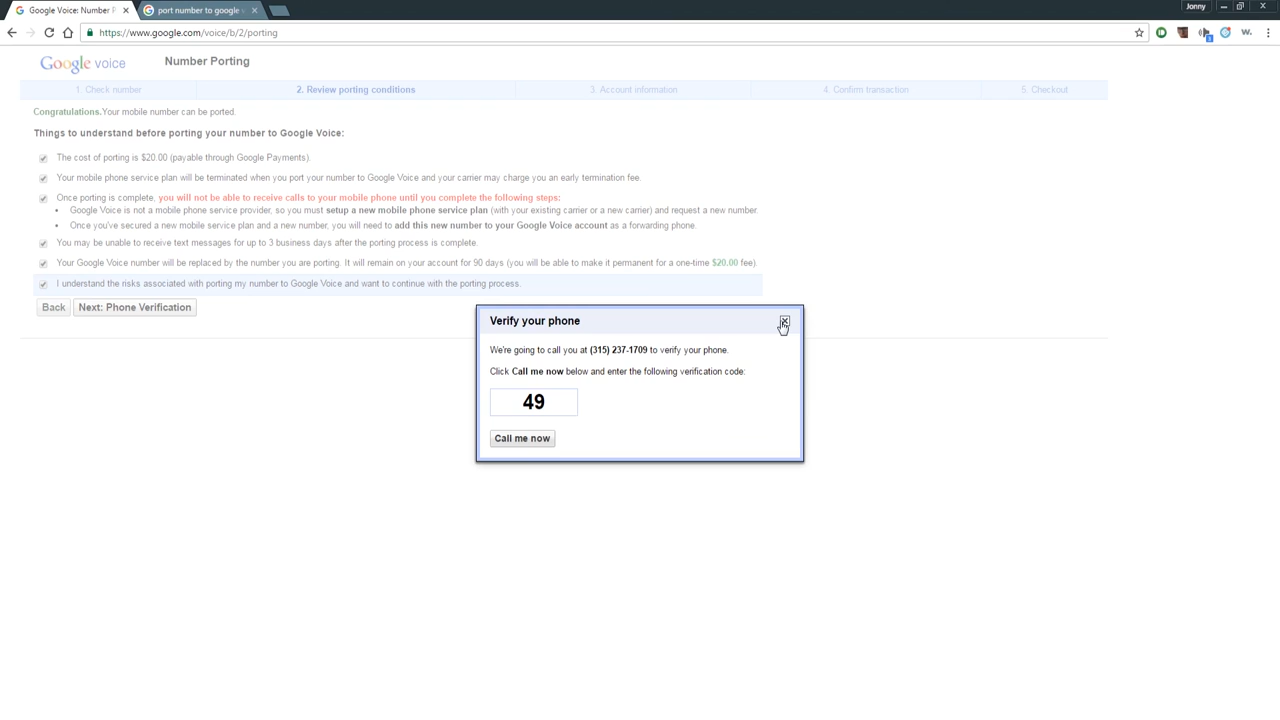 Google Voice: Number P
port number to google v
Jonny
https://www.google.com/voice/b/2/porting
3
W.
Google voice
Number Porting
1. Check number
2. Review porting conditions
3. Account information
4. Confirm transaction
5. Checkout
Congratulations.Your mobile number can be ported.
Things to understand before porting your number to Google Voice:
The cost of porting is $20.00 (payable through Google Payments).
Your mobile phone service plan will be terminated when you port your number to Google Voice and your carrier may charge you an early termination fee.
Once porting is complete, you will not be able to receive calls to your mobile phone until you complete the following steps:
• Google Voice is not a mobile phone service provider, so you must setup a new mobile phone service plan (with your existing carrier or a new carrier) and request a new number.
• Once you've secured a new mobile service plan and a new number, you will need to add this new number to your Google Voice account as a forwarding phone.
You may be unable to receive text messages for up to 3 business days after the porting process is complete.
Your Google Voice number will be replaced by the number you are porting. It will remain on your account for 90 days (you will be able to make it permanent for a one-time $20.00 fee).
I understand the risks associated with porting my number to Google Voice and want to continue with the porting process.
Back
Next: Phone Verification
Verify your phone
We're going to call you at (315) 237-1709 to verify your phone.
Click Call me now below and enter the following verification code:
49
Call me now